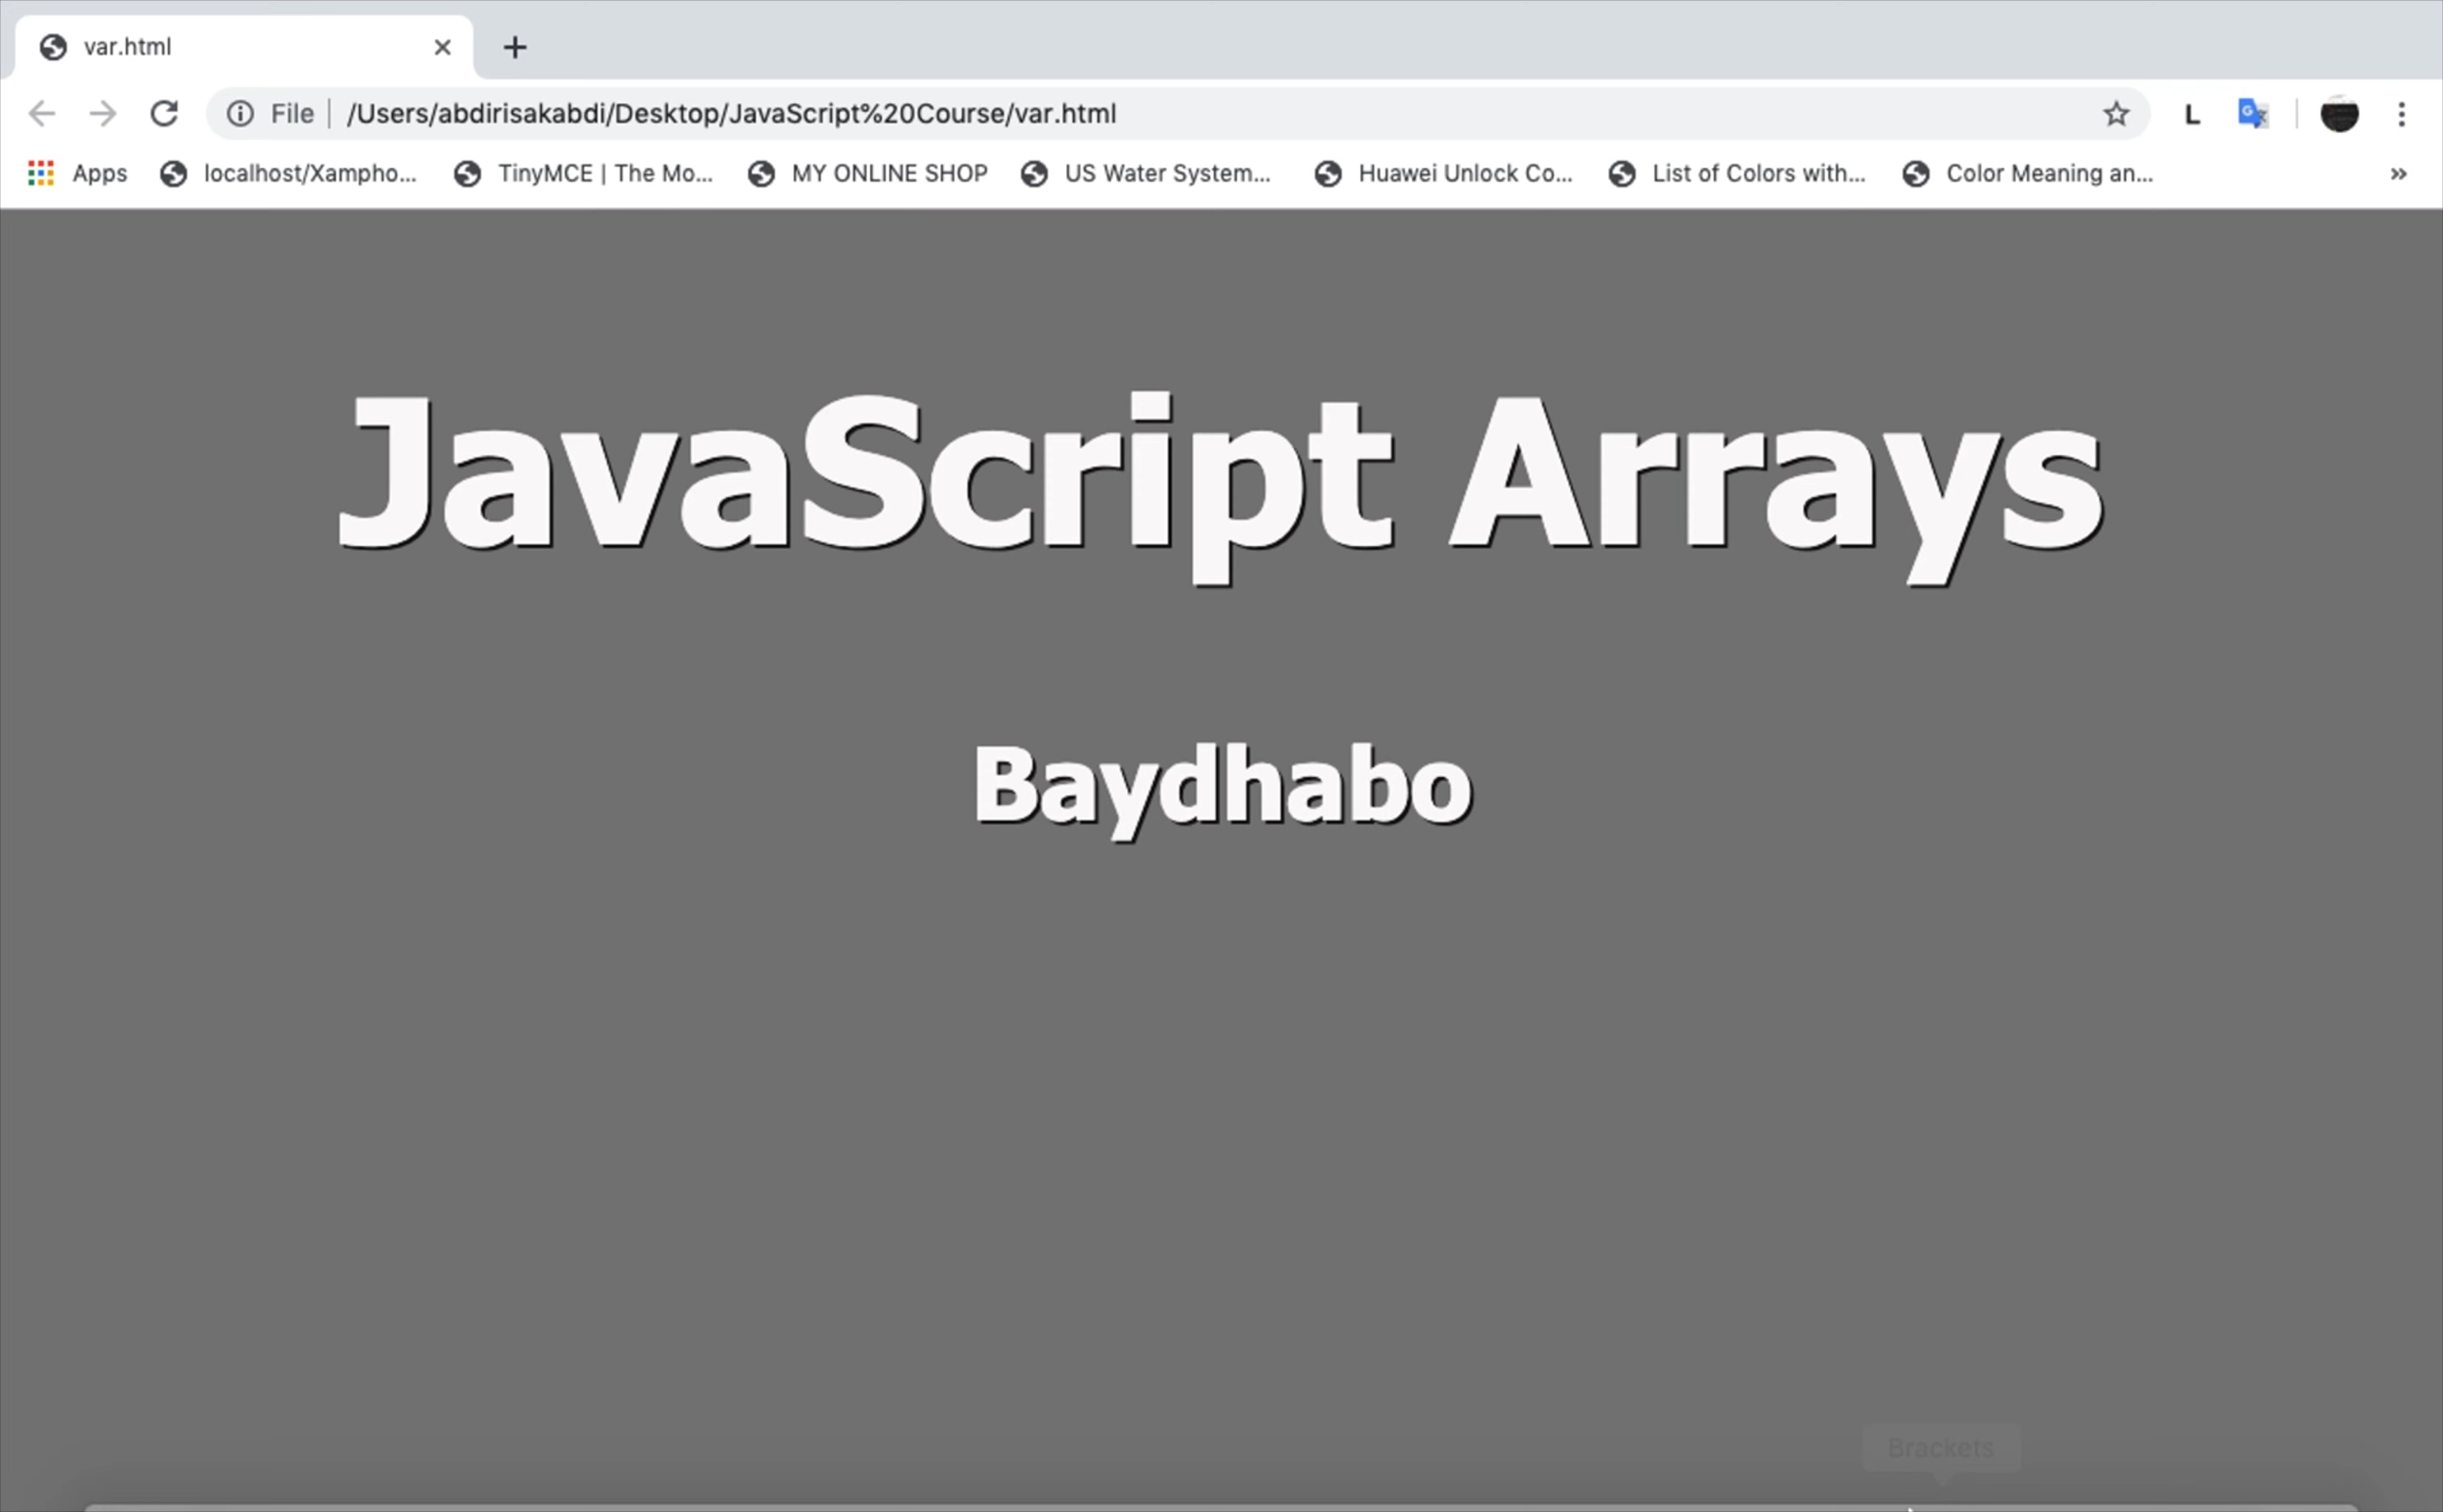 var.html
File
/Users/abdirisakabdi/Desktop/JavaScript%20Course/var.html
L
Apps
localhost/Xampho...
TinyMCE | The Mo...
MY ONLINE SHOP
US Water System...
Huawei Unlock Co...
List of Colors with...
Color Meaning an...
JavaScript Arrays
Baydhabo
Brackets